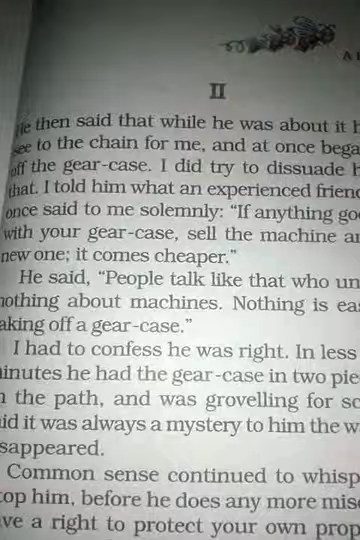 A
II
He then said that while he was about it
see to the chain for me, and at once bega
off the gear-case. I did try to dissuade h
that. I told him what an experienced frien
once said to me solemnly: "If anything go
with your gear-case, sell the machine an
new one; it comes cheaper."
He said, "People talk like that who un
nothing about machines. Nothing is eas
aking off a gear-case."
I had to confess he was right. In less
inutes he had the gear-case in two pie
n the path, and was grovelling for sc
id it was always a mystery to him the w
sappeared.
Common sense continued to whisp
top him, before he does any more misc
ve a right to protect your own prop